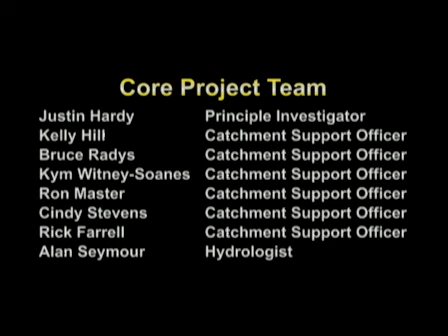 Core Project Team
Justin Hardy Principle Investigator
Kelly Hill Catchment Support Officer
Bruce Radys Catchment Support Officer
Kym Witney-Soanes Catchment Support Officer
Ron Master Catchment Support Officer
Cindy Stevens Catchment Support Officer
Rick Farrell Catchment Support Officer
Alan Seymour Hydrologist